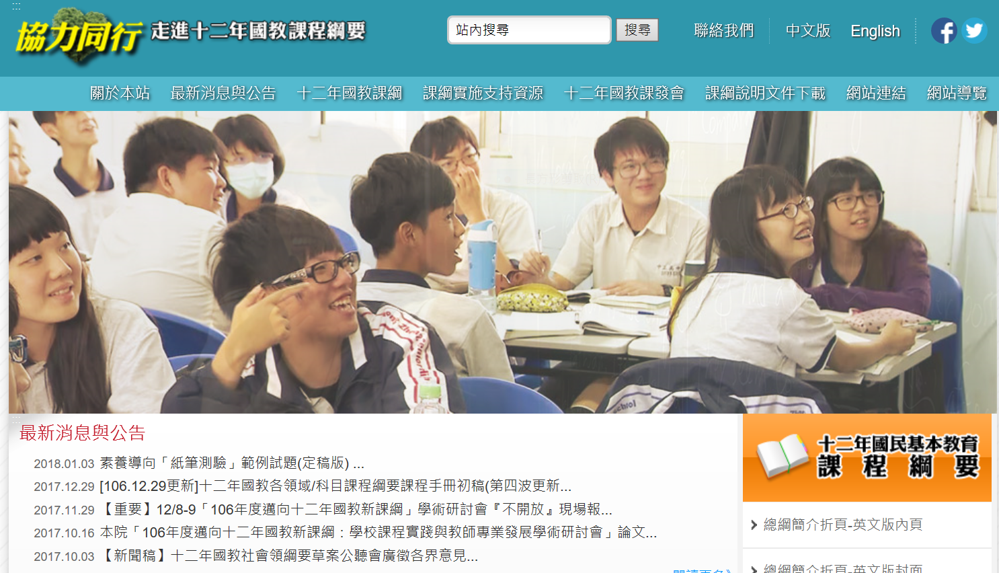 協力同行 走進十二年國教課程綱要
站內搜尋 搜尋 聯絡我們 中文版 English
關於本站 最新消息與公告 十二年國教課綱 課綱實施支持資源 十二年國教課發會 課綱說明文件下載 網站連結 網站導覽
最新消息與公告
2018.01.03 素養導向「紙筆測驗」範例試題(定稿版) ...
2017.12.29 [106.12.29更新]十二年國教各領域/科目課程綱要課程手冊初稿(第四波更新...
2017.11.29 【重要】12/8-9「106年度邁向十二年國教新課綱」學術研討會『不開放』現場報...
2017.10.16 本院「106年度邁向十二年國教新課綱：學校課程實踐與教師專業發展學術研討會」論文...
2017.10.03 【新聞稿】十二年國教社會領綱要草案公聽會廣徵各界意見...
十二年國民基本教育
課程綱要
總綱簡介折頁-英文版內頁
總綱簡介折頁-英文版封面